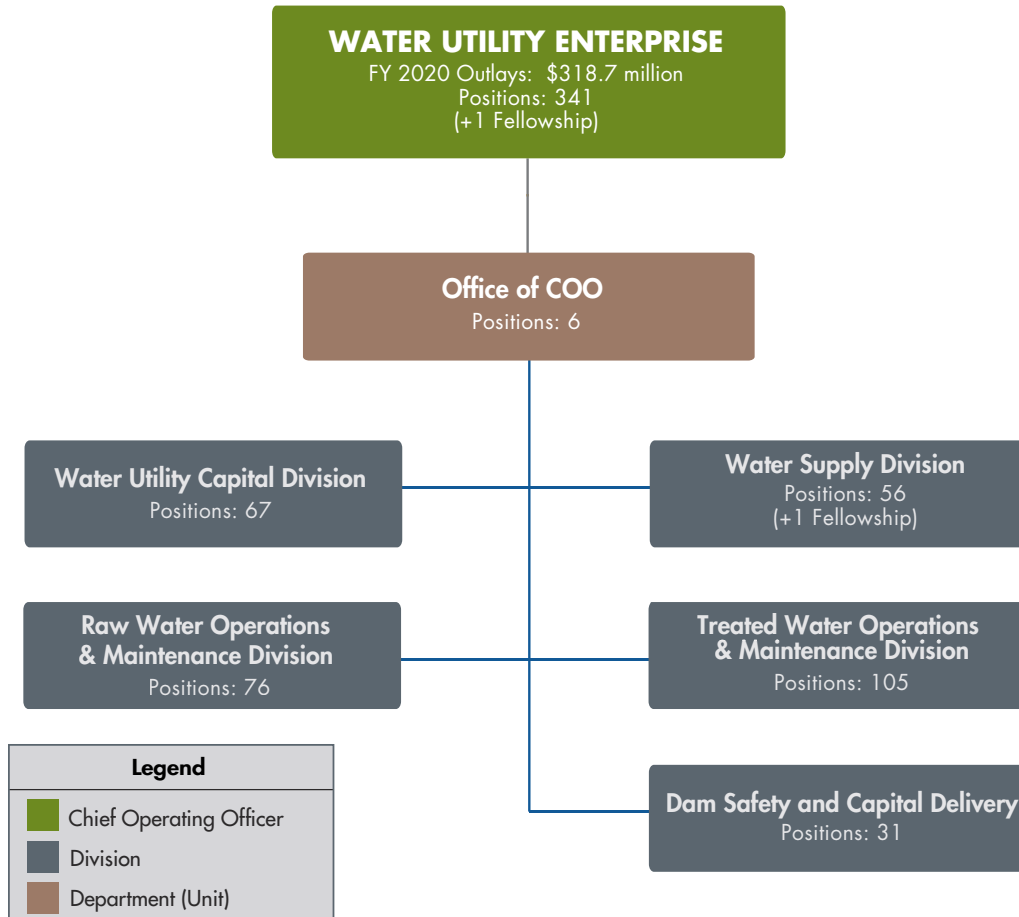 WATER UTILITY ENTERPRISE
FY 2020 Outlays: $318.7 million
Positions: 341
(+1 Fellowship)
Office of COO
Positions: 6
Water Utility Capital Division
Positions: 67
Water Supply Division
Positions: 56
(+1 Fellowship)
Raw Water Operations
& Maintenance Division
Positions: 76
Treated Water Operations
& Maintenance Division
Positions: 105
Dam Safety and Capital Delivery
Positions: 31
Legend
Chief Operating Officer
Division
Department (Unit)